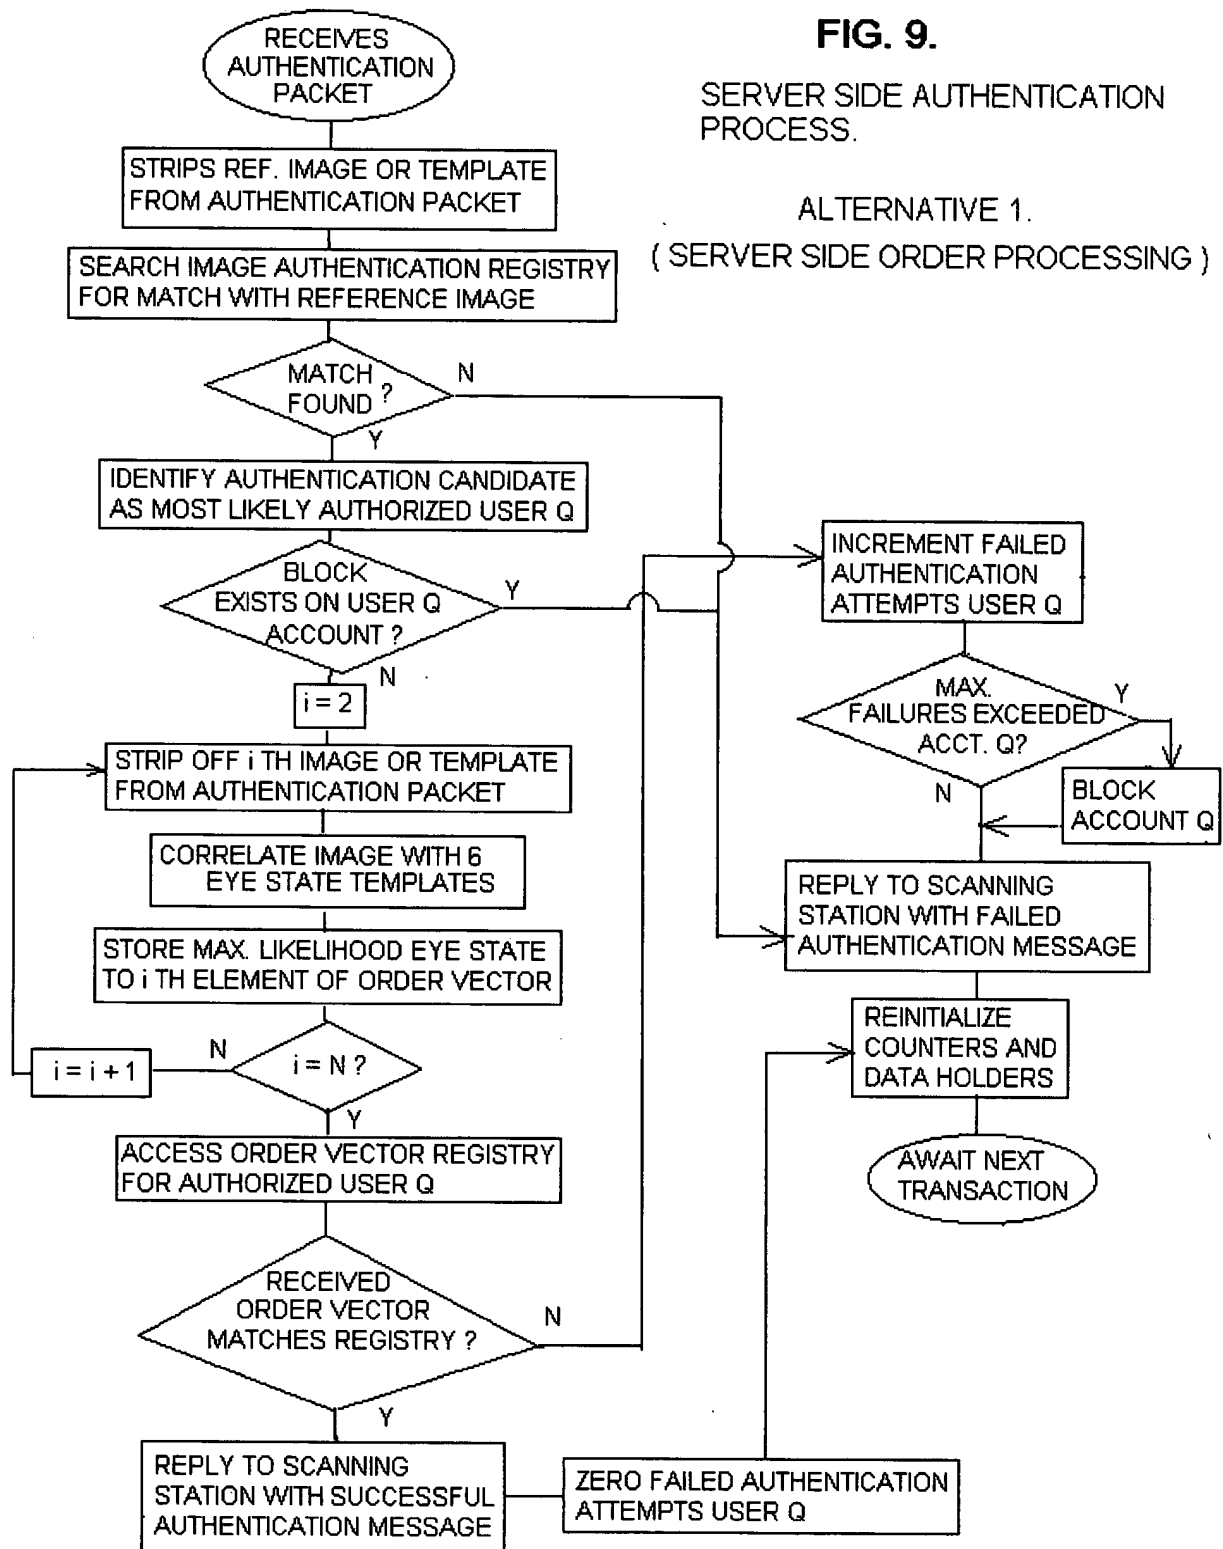 FIG. 9.
SERVER SIDE AUTHENTICATION
PROCESS.
ALTERNATIVE 1.
( SERVER SIDE ORDER PROCESSING )
RECEIVES
AUTHENTICATION
PACKET
STRIPS REF. IMAGE OR TEMPLATE
FROM AUTHENTICATION PACKET
SEARCH IMAGE AUTHENTICATION REGISTRY
FOR MATCH WITH REFERENCE IMAGE
MATCH
FOUND ?
N
Y
IDENTIFY AUTHENTICATION CANDIDATE
AS MOST LIKELY AUTHORIZED USER Q
BLOCK
EXISTS ON USER Q
ACCOUNT ?
Y
N
i = 2
STRIP OFF i TH IMAGE OR TEMPLATE
FROM AUTHENTICATION PACKET
CORRELATE IMAGE WITH 6
EYE STATE TEMPLATES
STORE MAX. LIKELIHOOD EYE STATE
TO i TH ELEMENT OF ORDER VECTOR
i = N ?
N
i = i + 1
Y
ACCESS ORDER VECTOR REGISTRY
FOR AUTHORIZED USER Q
RECEIVED
ORDER VECTOR
MATCHES REGISTRY ?
N
Y
REPLY TO SCANNING
STATION WITH SUCCESSFUL
AUTHENTICATION MESSAGE
ZERO FAILED AUTHENTICATION
ATTEMPTS USER Q
INCREMENT FAILED
AUTHENTICATION
ATTEMPTS USER Q
MAX.
FAILURES EXCEEDED
ACCT. Q?
Y
N
BLOCK
ACCOUNT Q
REPLY TO SCANNING
STATION WITH FAILED
AUTHENTICATION MESSAGE
REINITIALIZE
COUNTERS AND
DATA HOLDERS
AWAIT NEXT
TRANSACTION